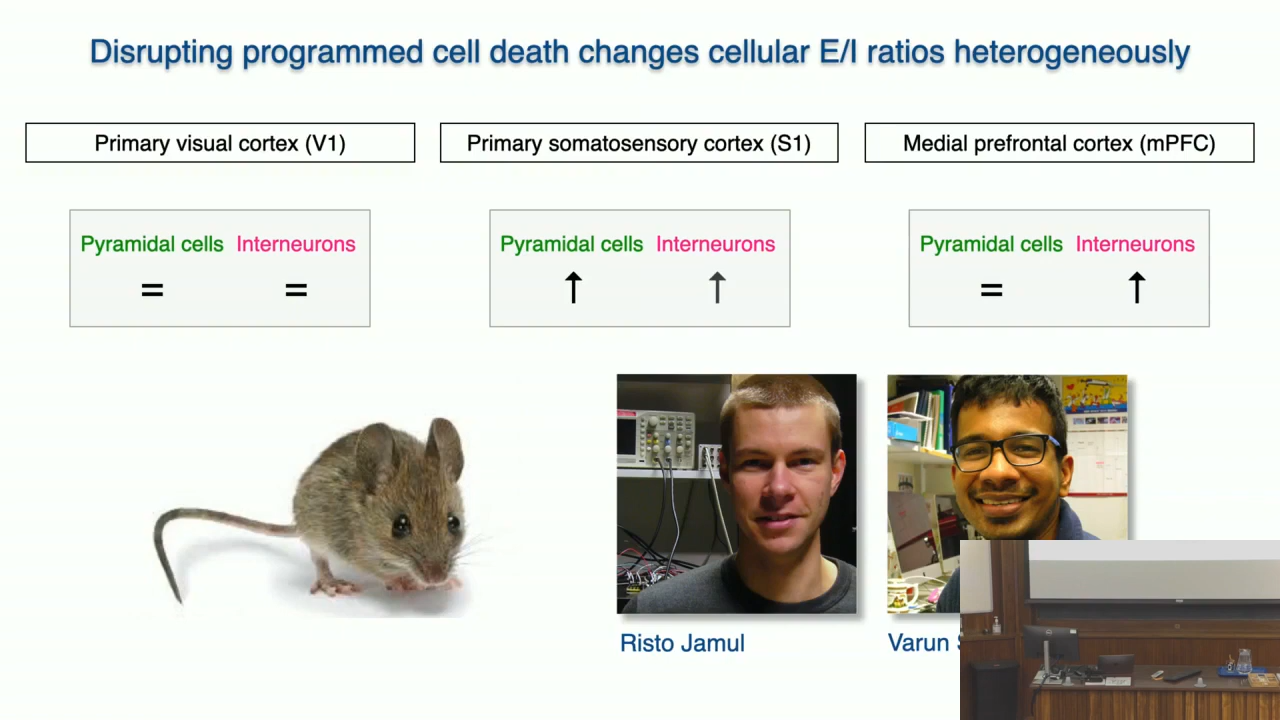 Disrupting programmed cell death changes cellular E/I ratios heterogeneously
Primary visual cortex (V1)
Primary somatosensory cortex (S1)
Medial prefrontal cortex (mPFC)
Pyramidal cells Interneurons
= =
Pyramidal cells Interneurons
↑ ↑
Pyramidal cells Interneurons
= ↑
Risto Jamul
Varun